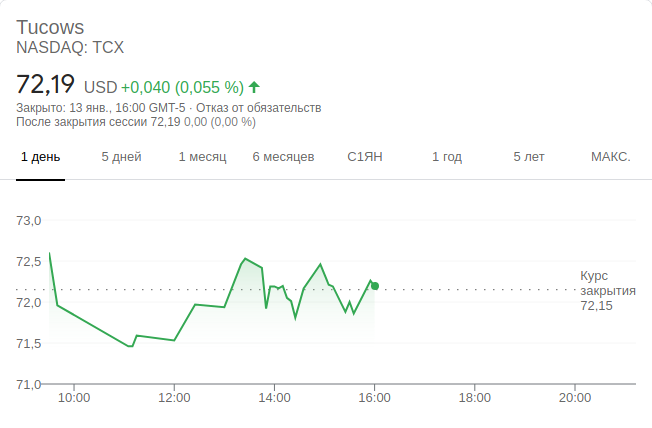 Tucows
NASDAQ: TCX
72,19 USD +0,040 (0,055 %)
Закрыто: 13 янв., 16:00 GMT-5 · Отказ от обязательств
После закрытия сессии 72,19 0,00 (0,00 %)
1 день 5 дней 1 месяц 6 месяцев С1ЯН 1 год 5 лет МАКС.
73,0
72,5
Курс
закрытия
72,15
72,0
71,5
71,0
10:00 12:00 14:00 16:00 18:00 20:00